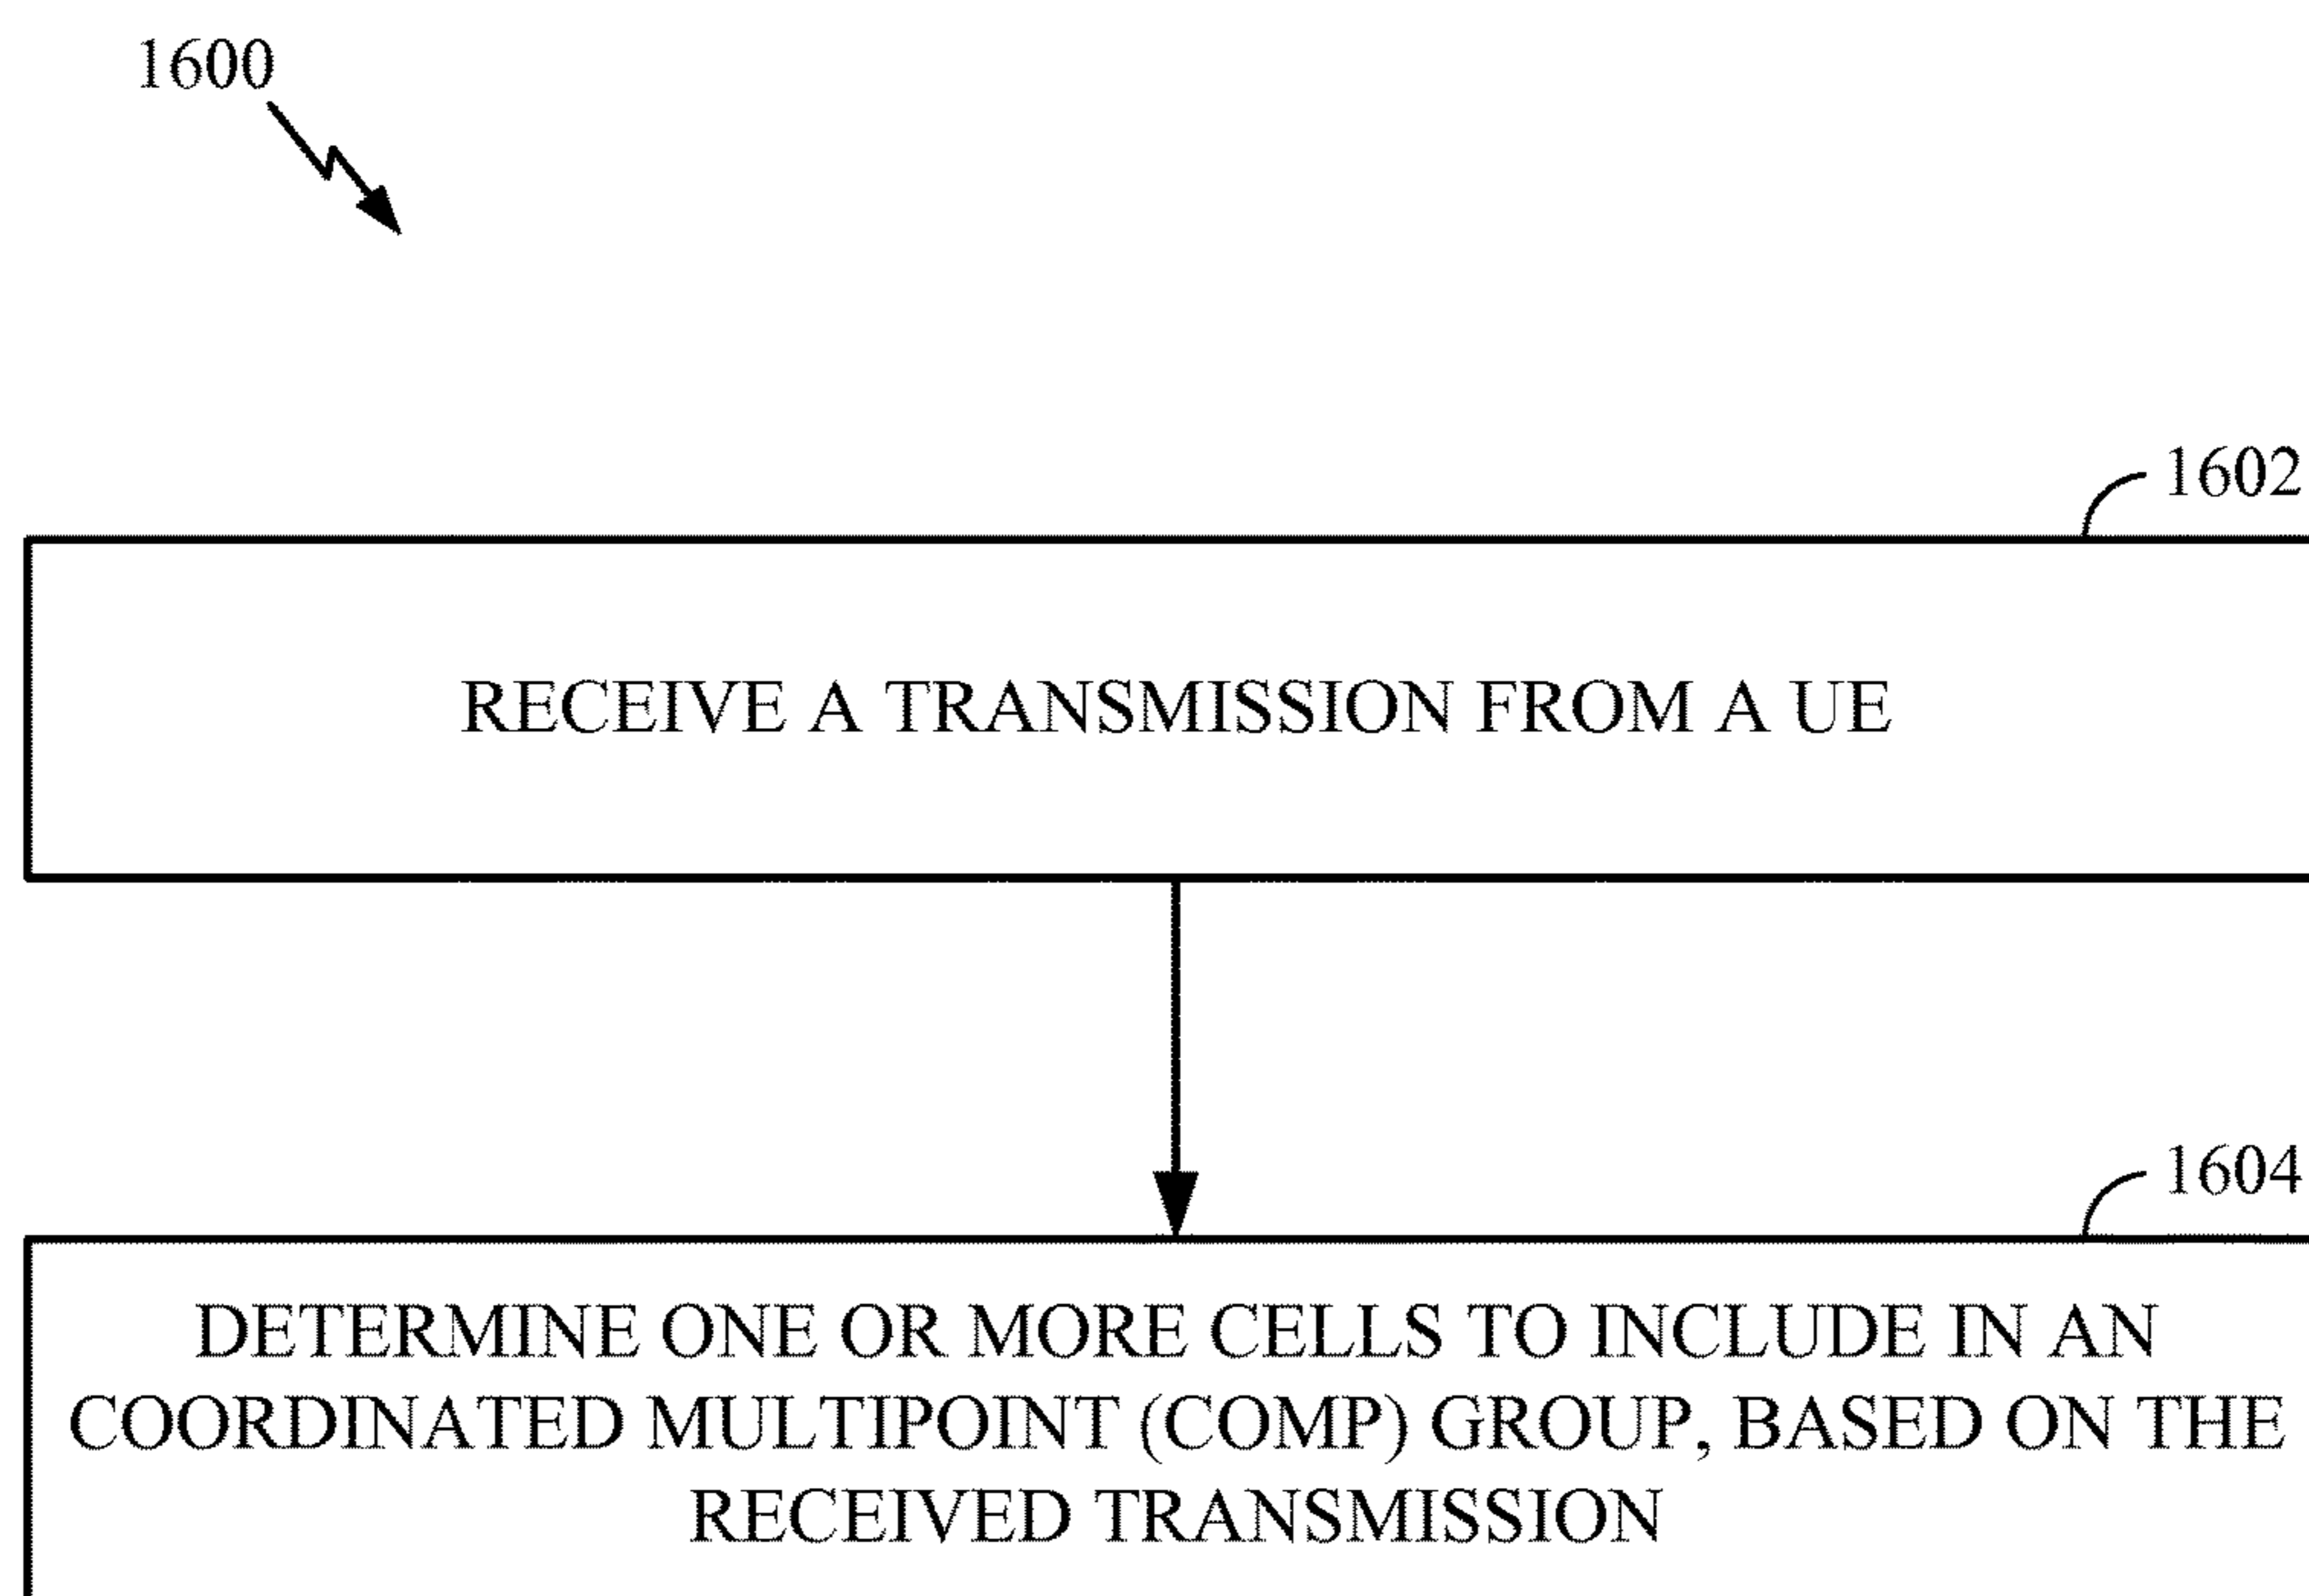 1600
1602
RECEIVE A TRANSMISSION FROM A UE
1604
DETERMINE ONE OR MORE CELLS TO INCLUDE IN AN
COORDINATED MULTIPOINT (COMP) GROUP, BASED ON THE
RECEIVED TRANSMISSION